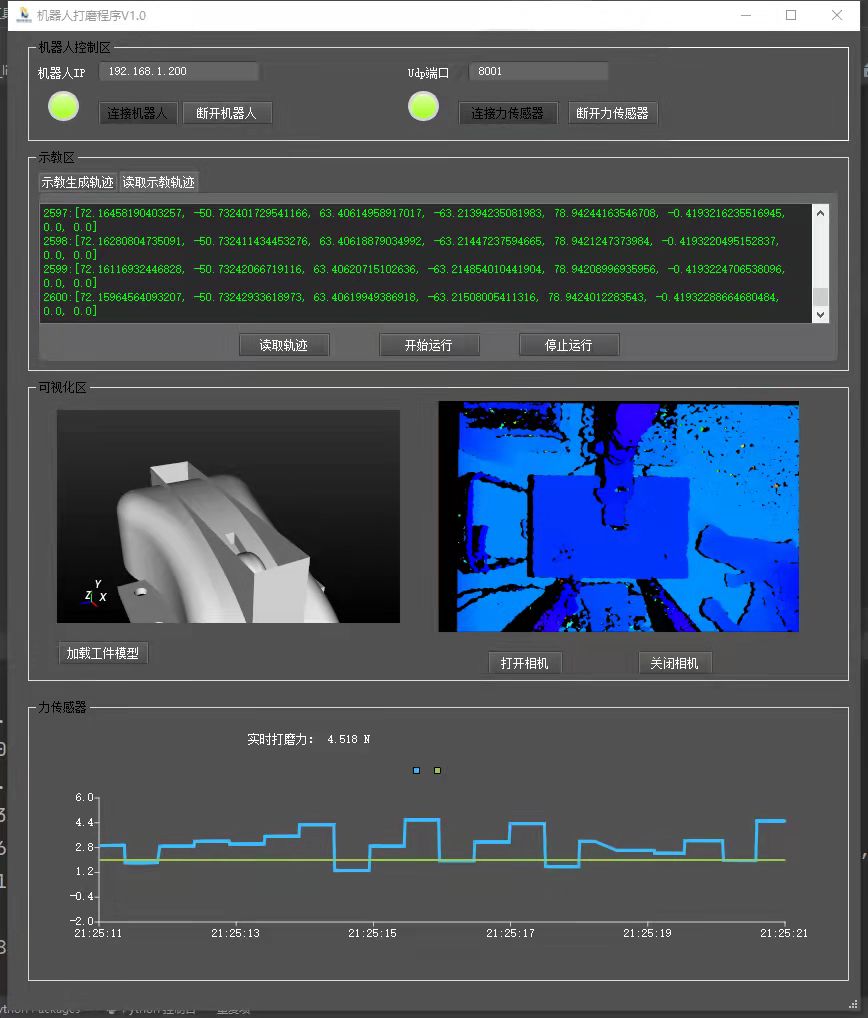 机器人打磨程序V1.0
机器人控制区
机器人IP 192.168.1.200 Udp端口 8001
连接机器人 断开机器人 连接力传感器 断开力传感器
示教区
示教生成轨迹 读取示教轨迹
2597:[72.16458190403257, -50.732401729541166, 63.40614958917017, -63.21394235081983, 78.94244163546708, -0.4193216235516945,
0.0, 0.0]
2598:[72.16280804735091, -50.732411434453276, 63.40618879034992, -63.21447237594665, 78.9421247373984, -0.4193220495152837,
0.0, 0.0]
2599:[72.16116932446828, -50.73242066719116, 63.40620715102636, -63.214854010441904, 78.94208996935956, -0.4193224706538096,
0.0, 0.0]
2600:[72.15964564093207, -50.73242933618973, 63.40619949386918, -63.21508005411316, 78.9424012283543, -0.41932288664680484,
0.0, 0.0]
读取轨迹 开始运行 停止运行
可视化区
Y
Z X
加载工件模型 打开相机 关闭相机
力传感器
实时打磨力: 4.518 N
6.0
4.4
2.8
1.2
-0.4
-2.0
21:25:11 21:25:13 21:25:15 21:25:17 21:25:19 21:25:21